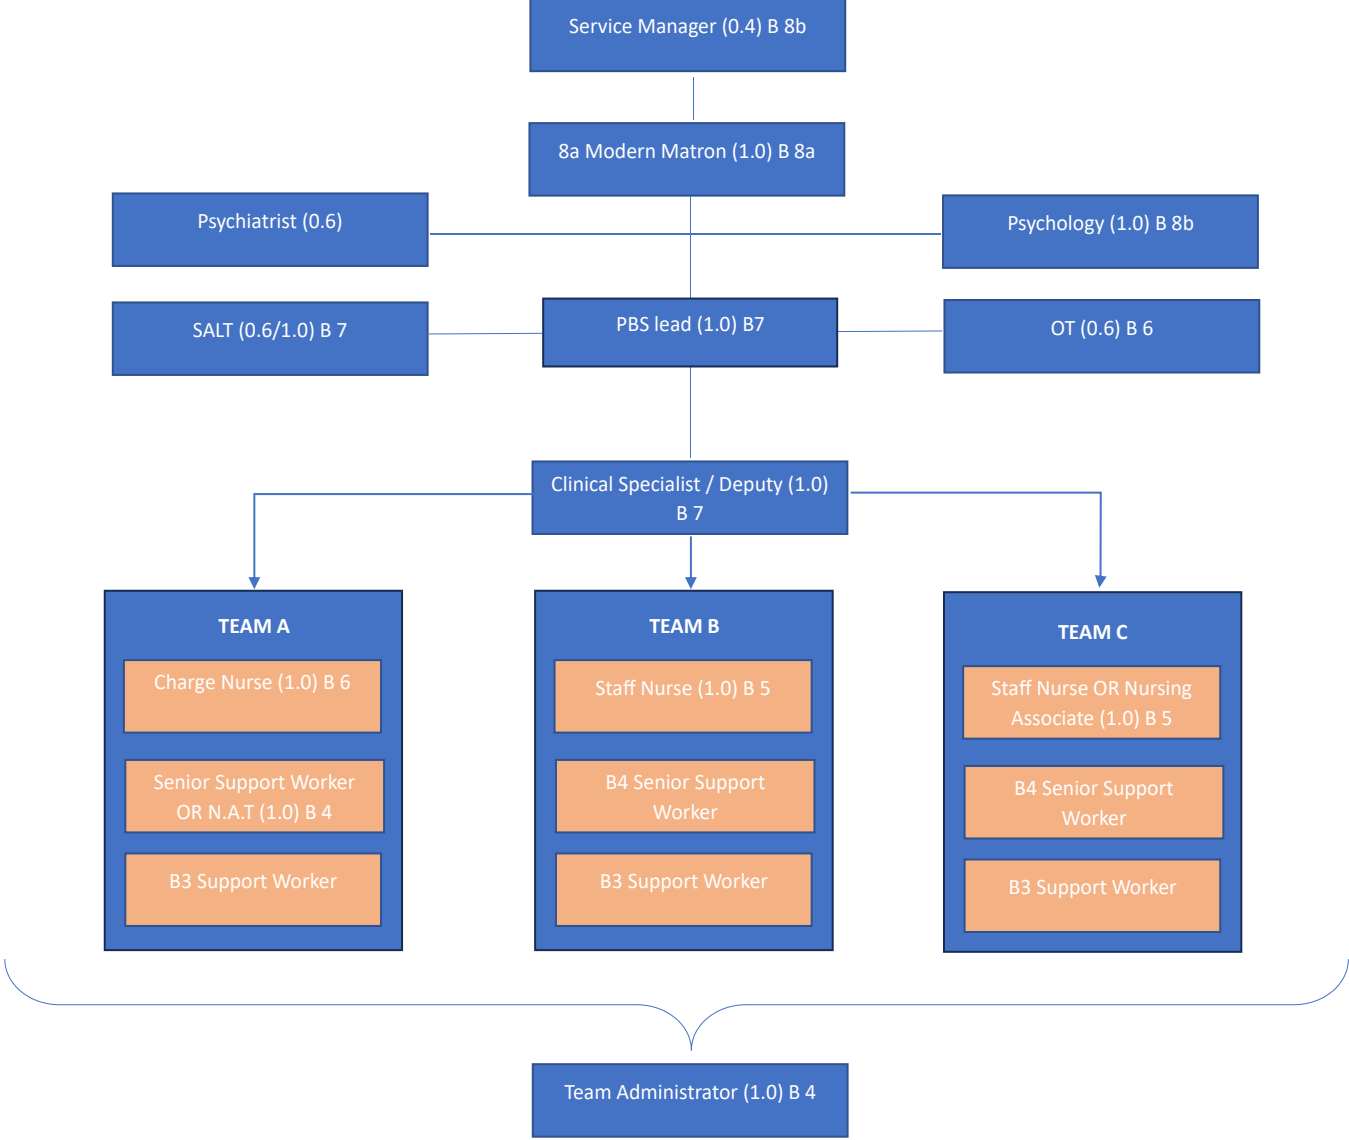 Service Manager (0.4) B 8b
8a Modern Matron (1.0) B 8a
Psychiatrist (0.6)
Psychology (1.0) B 8b
SALT (0.6/1.0) B 7
PBS lead (1.0) B7
OT (0.6) B 6
Clinical Specialist / Deputy (1.0)
B 7
TEAM A
Charge Nurse (1.0) B 6
Senior Support Worker
OR N.A.T (1.0) B 4
B3 Support Worker
TEAM B
Staff Nurse (1.0) B 5
B4 Senior Support
Worker
B3 Support Worker
TEAM C
Staff Nurse OR Nursing
Associate (1.0) B 5
B4 Senior Support
Worker
B3 Support Worker
Team Administrator (1.0) B 4